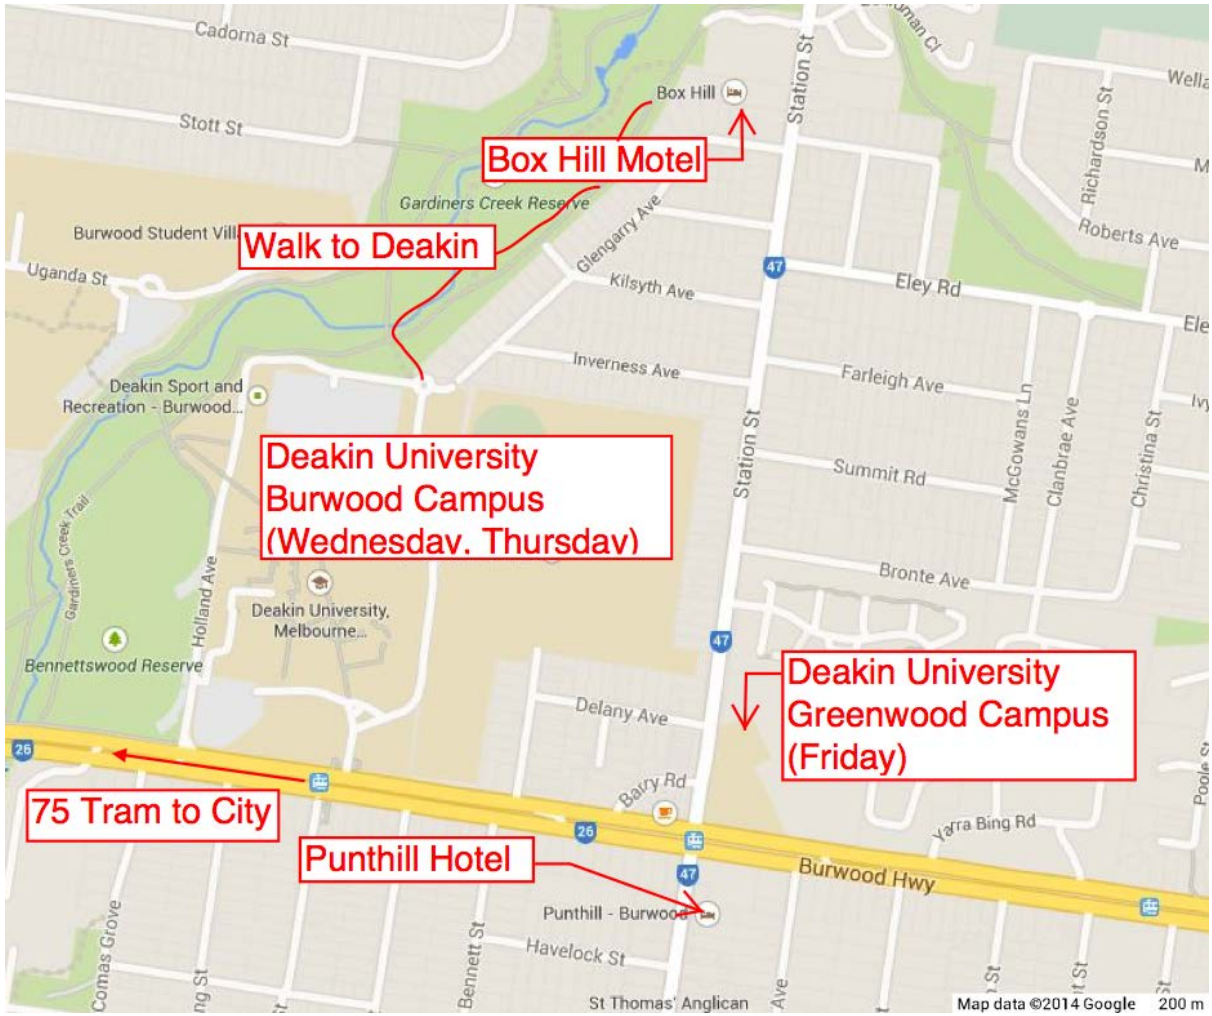 Cadorna St
Stott St
Box Hill
Station St
Richardson St
Box Hill Motel
Gardiners Creek Reserve
Burwood Student Vill
Walk to Deakin
Uganda St
Glengarry Ave
Roberts Ave
47
Kilsyth Ave
Eley Rd
Inverness Ave
Farleigh Ave
Deakin Sport and
Recreation - Burwood...
McGowans Ln
Clanbrae Ave
Christina St
Deakin University
Burwood Campus
(Wednesday, Thursday)
Station St
Summit Rd
Gardiners Creek Trail
Holland Ave
Bronte Ave
Deakin University,
Melbourne...
47
Bennettswood Reserve
Deakin University
Greenwood Campus
(Friday)
Delany Ave
26
Barry Rd
Poole St
75 Tram to City
26
Yarra Bing Rd
Punthill Hotel
47
Burwood Hwy
Punthill - Burwood
Comas Grove
Bennett St
Havelock St
St Thomas' Anglican
Ave
Map data ©2014 Google 200 m